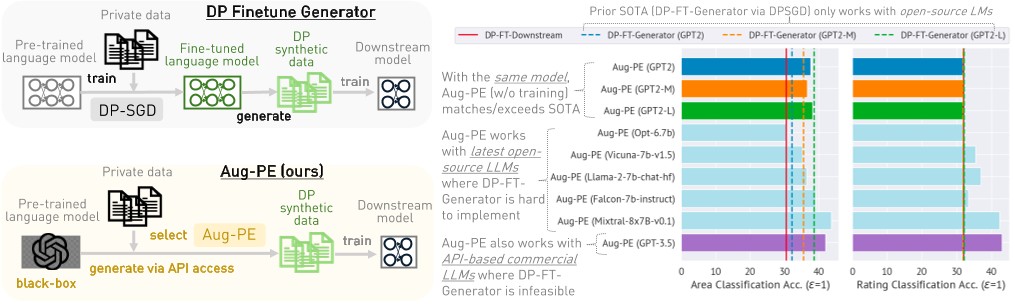 DP Finetune Generator
Private data
Pre-trained
language model
train
DP-SGD
Fine-tuned
language model
generate
DP
synthetic
data
train
Downstream
model
Aug-PE (ours)
Private data
Pre-trained
language model
select
Aug-PE
generate via API access
black-box
DP
synthetic
data
train
Downstream
model
Prior SOTA (DP-FT-Generator via DPSGD) only works with open-source LMs
DP-FT-Downstream
DP-FT-Generator (GPT2)
DP-FT-Generator (GPT2-M)
DP-FT-Generator (GPT2-L)
With the same model,
Aug-PE (w/o training)
matches/exceeds SOTA
Aug-PE works
with latest open-
source LLMs
where DP-FT-
Generator is hard
to implement
Aug-PE also works with
API-based commercial
LLMs where DP-FT-
Generator is infeasible
Aug-PE (GPT2)
Aug-PE (GPT2-M)
Aug-PE (GPT2-L)
Aug-PE (Opt-6.7b)
Aug-PE (Vicuna-7b-v1.5)
Aug-PE (Llama-2-7b-chat-hf)
Aug-PE (Falcon-7b-instruct)
Aug-PE (Mixtral-8x7B-v0.1)
Aug-PE (GPT-3.5)
0 10 20 30 40
Area Classification Acc. (ε=1)
0 10 20 30 40
Rating Classification Acc. (ε=1)